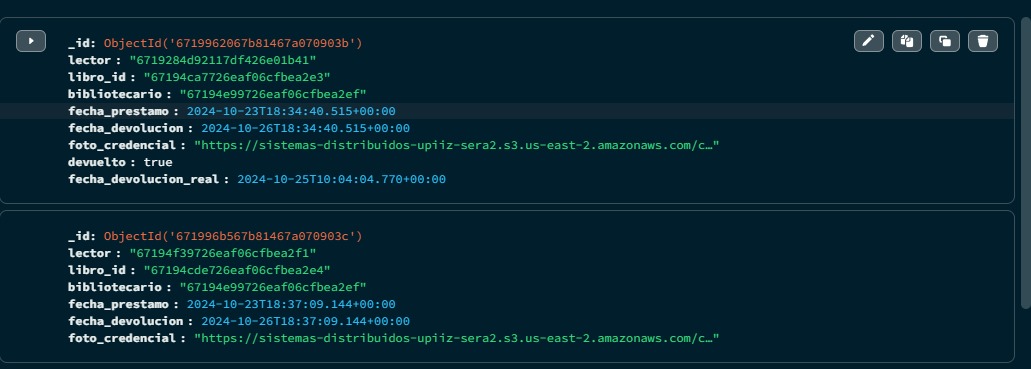 _id: ObjectId('6719962067b81467a070903b')
lector : "6719284d92117df426e01b41"
libro_id : "67194ca7726eaf06cfbea2e3"
bibliotecario : "67194e99726eaf06cfbea2ef"
fecha_prestamo : 2024-10-23T18:34:40.515+00:00
fecha_devolucion : 2024-10-26T18:34:40.515+00:00
foto_credencial : "https://sistemas-distribuidos-upiiz-sera2.s3.us-east-2.amazonaws.com/c…"
devuelto : true
fecha_devolucion_real : 2024-10-25T10:04:04.770+00:00
_id: ObjectId('671996b567b81467a070903c')
lector : "67194f39726eaf06cfbea2f1"
libro_id : "67194cde726eaf06cfbea2e4"
bibliotecario : "67194e99726eaf06cfbea2ef"
fecha_prestamo : 2024-10-23T18:37:09.144+00:00
fecha_devolucion : 2024-10-26T18:37:09.144+00:00
foto_credencial : "https://sistemas-distribuidos-upiiz-sera2.s3.us-east-2.amazonaws.com/c…"